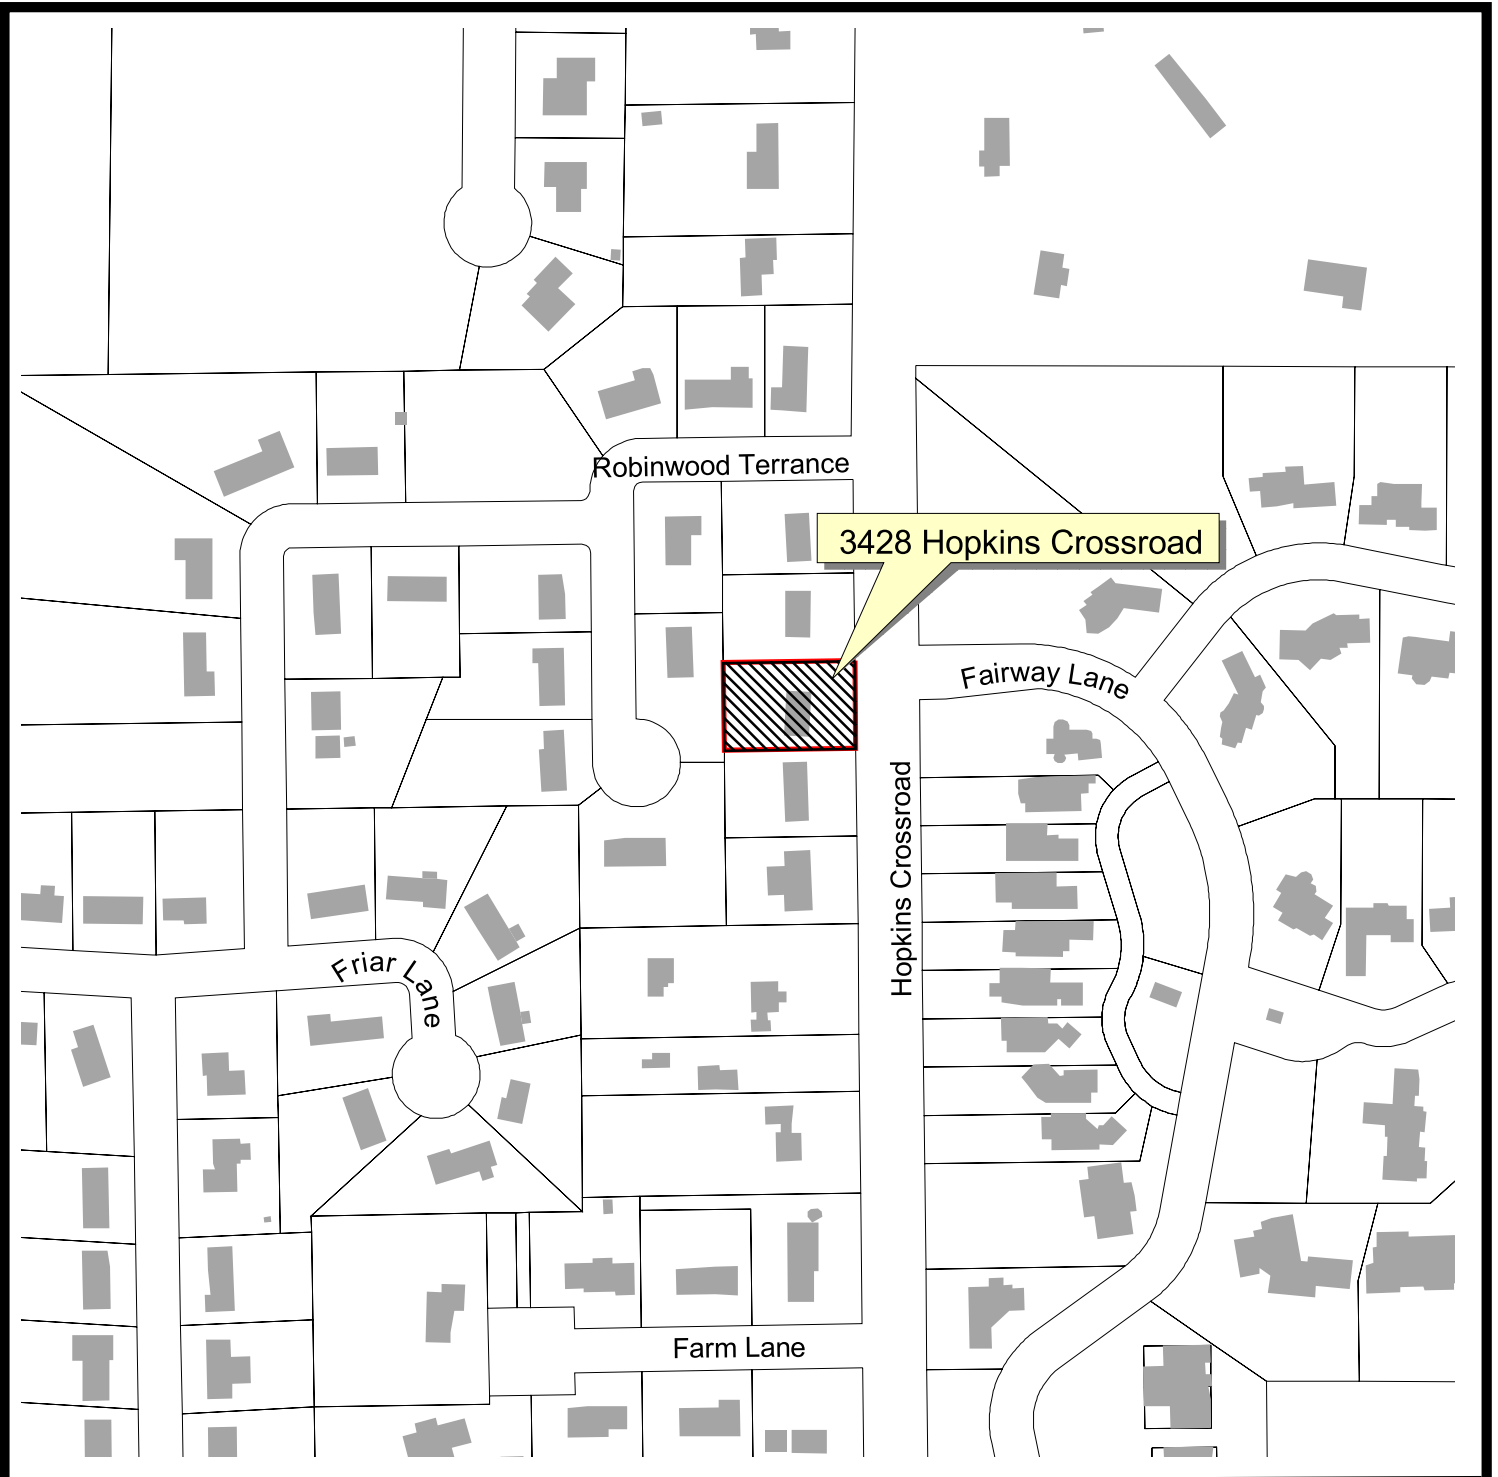 Robinwood Terrance
3428 Hopkins Crossroad
Fairway Lane
Hopkins Crossroad
Friar Lane
Farm Lane